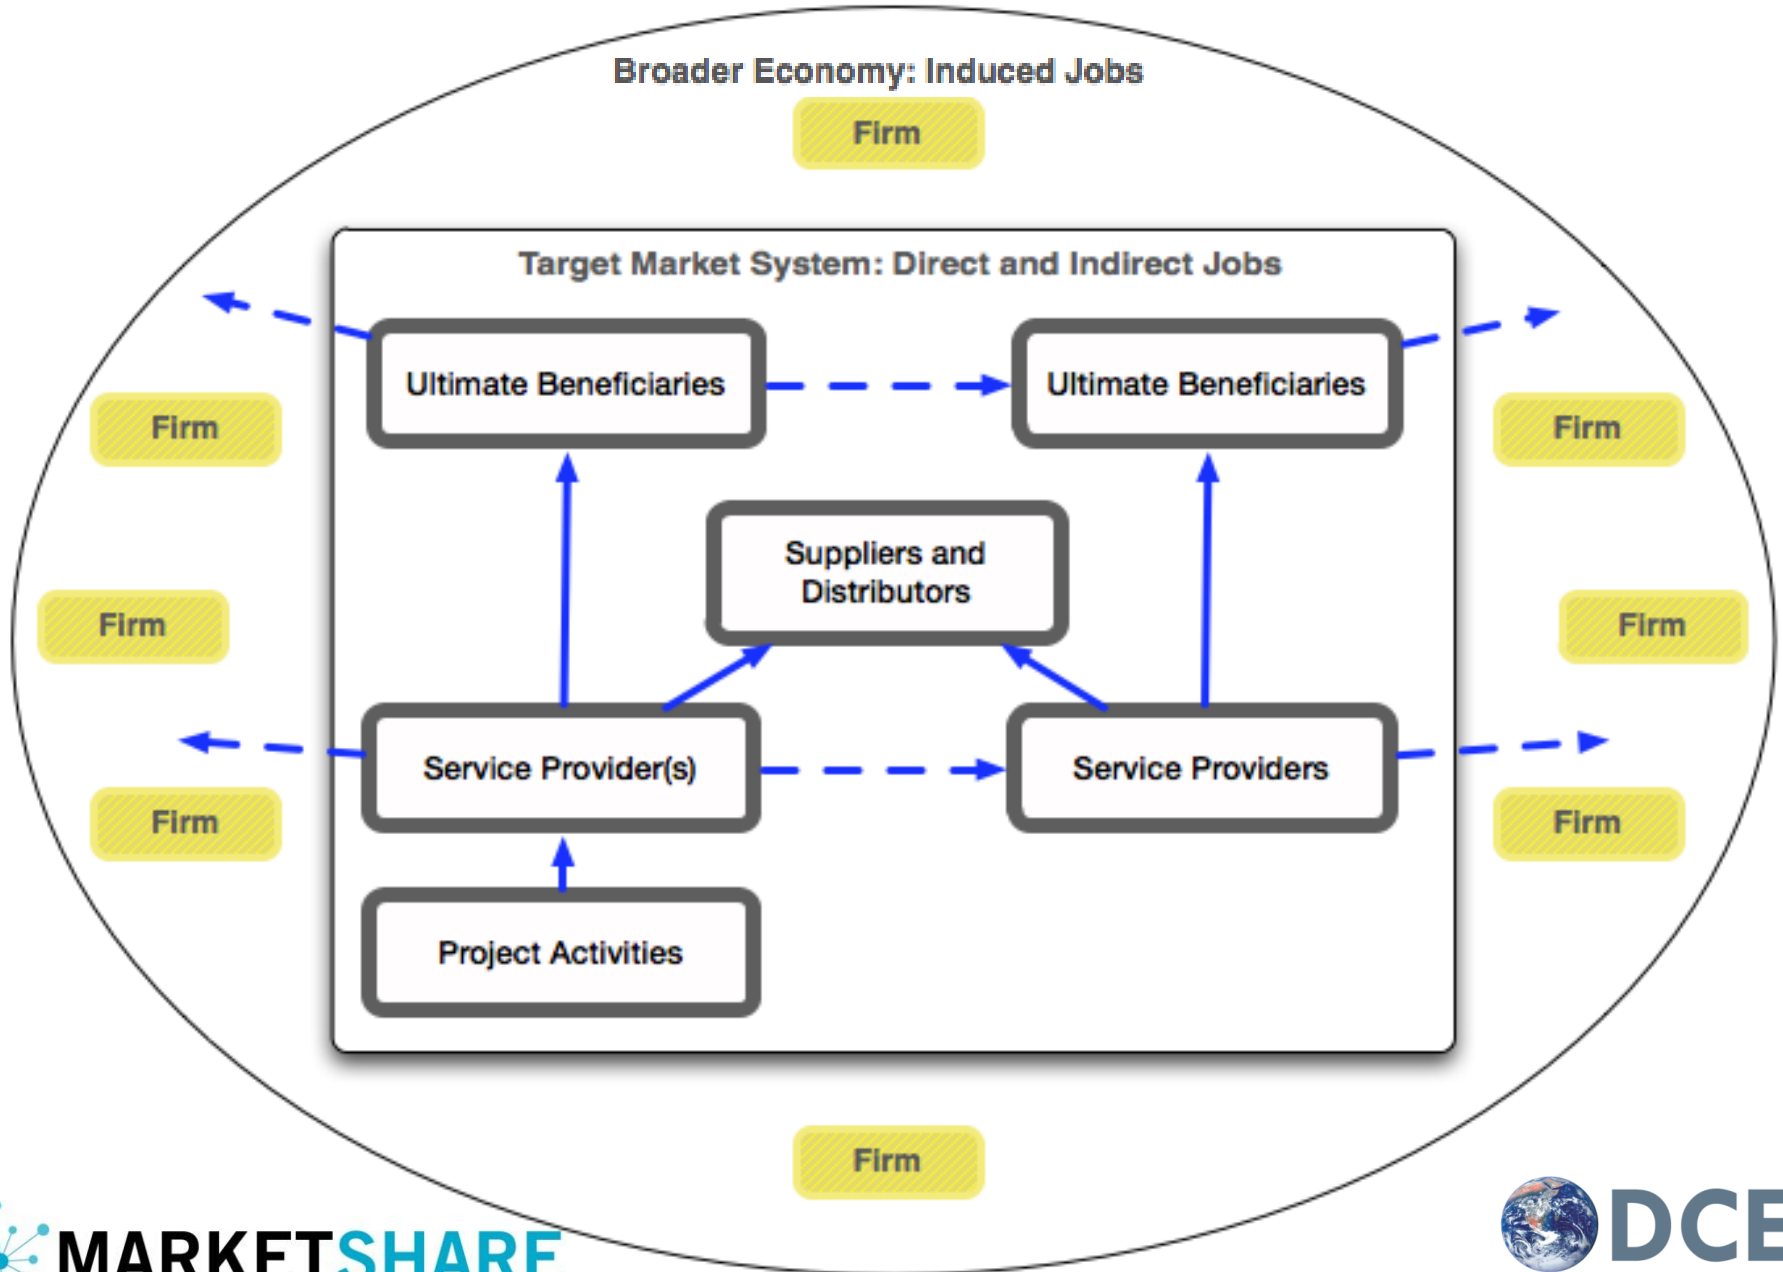 Broader Economy: Induced Jobs
Firm
Target Market System: Direct and Indirect Jobs
Ultimate Beneficiaries
Ultimate Beneficiaries
Firm
Firm
Suppliers and
Distributors
Firm
Firm
Service Provider(s)
Service Providers
Firm
Firm
Project Activities
Firm
MARKETSHARE
DCE